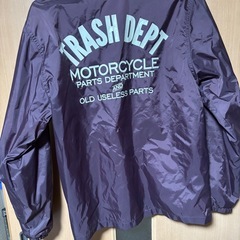 TRASH DEPT
MOTORCYCLE
PARTS DEPARTMENT
AND
OLD USELESS PARTS